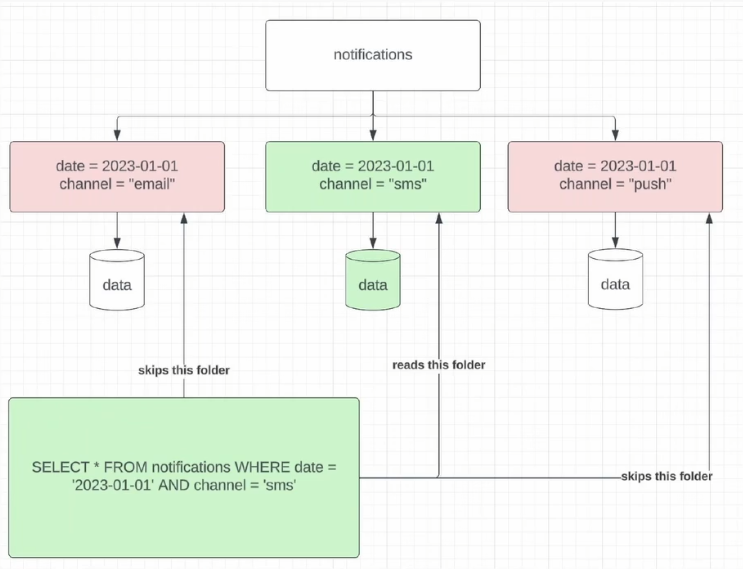 notifications
date = 2023-01-01
channel = "email"
date = 2023-01-01
channel = "sms"
date = 2023-01-01
channel = "push"
data
data
data
skips this folder
reads this folder
SELECT * FROM notifications WHERE date =
'2023-01-01' AND channel = 'sms'
skips this folder